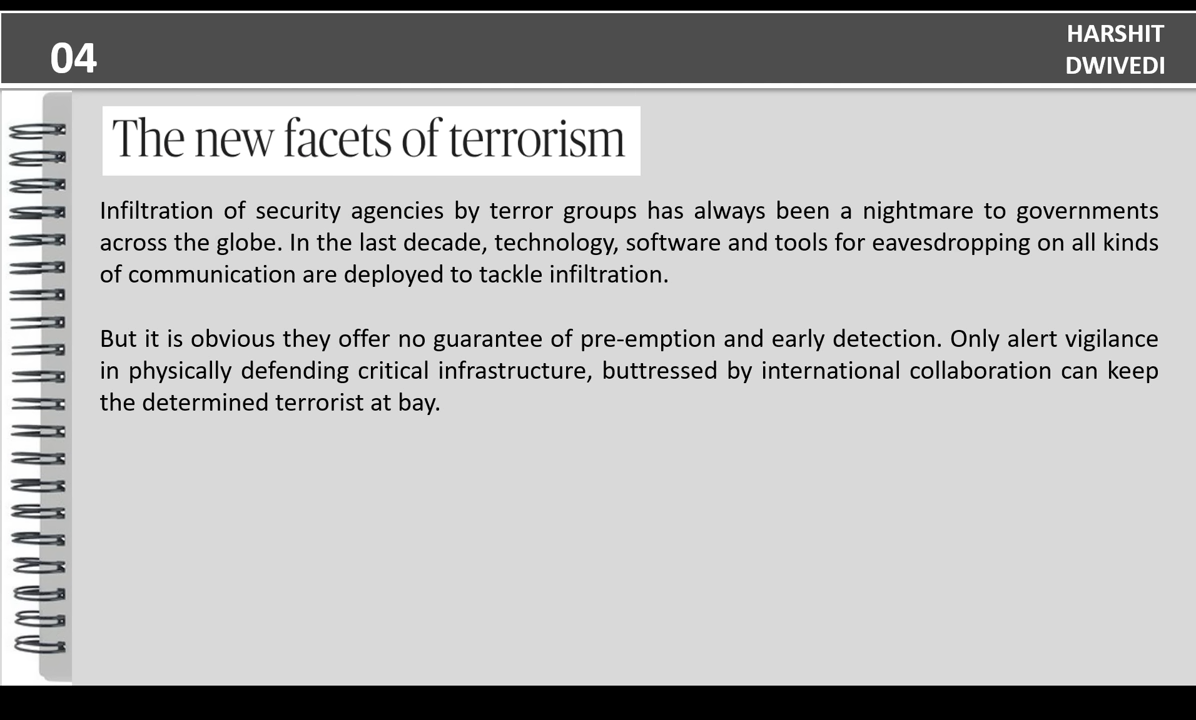 04
HARSHIT
DWIVEDI
The new facets of terrorism
Infiltration of security agencies by terror groups has always been a nightmare to governments
across the globe. In the last decade, technology, software and tools for eavesdropping on all kinds
of communication are deployed to tackle infiltration.
But it is obvious they offer no guarantee of pre-emption and early detection. Only alert vigilance
in physically defending critical infrastructure, buttressed by international collaboration can keep
the determined terrorist at bay.